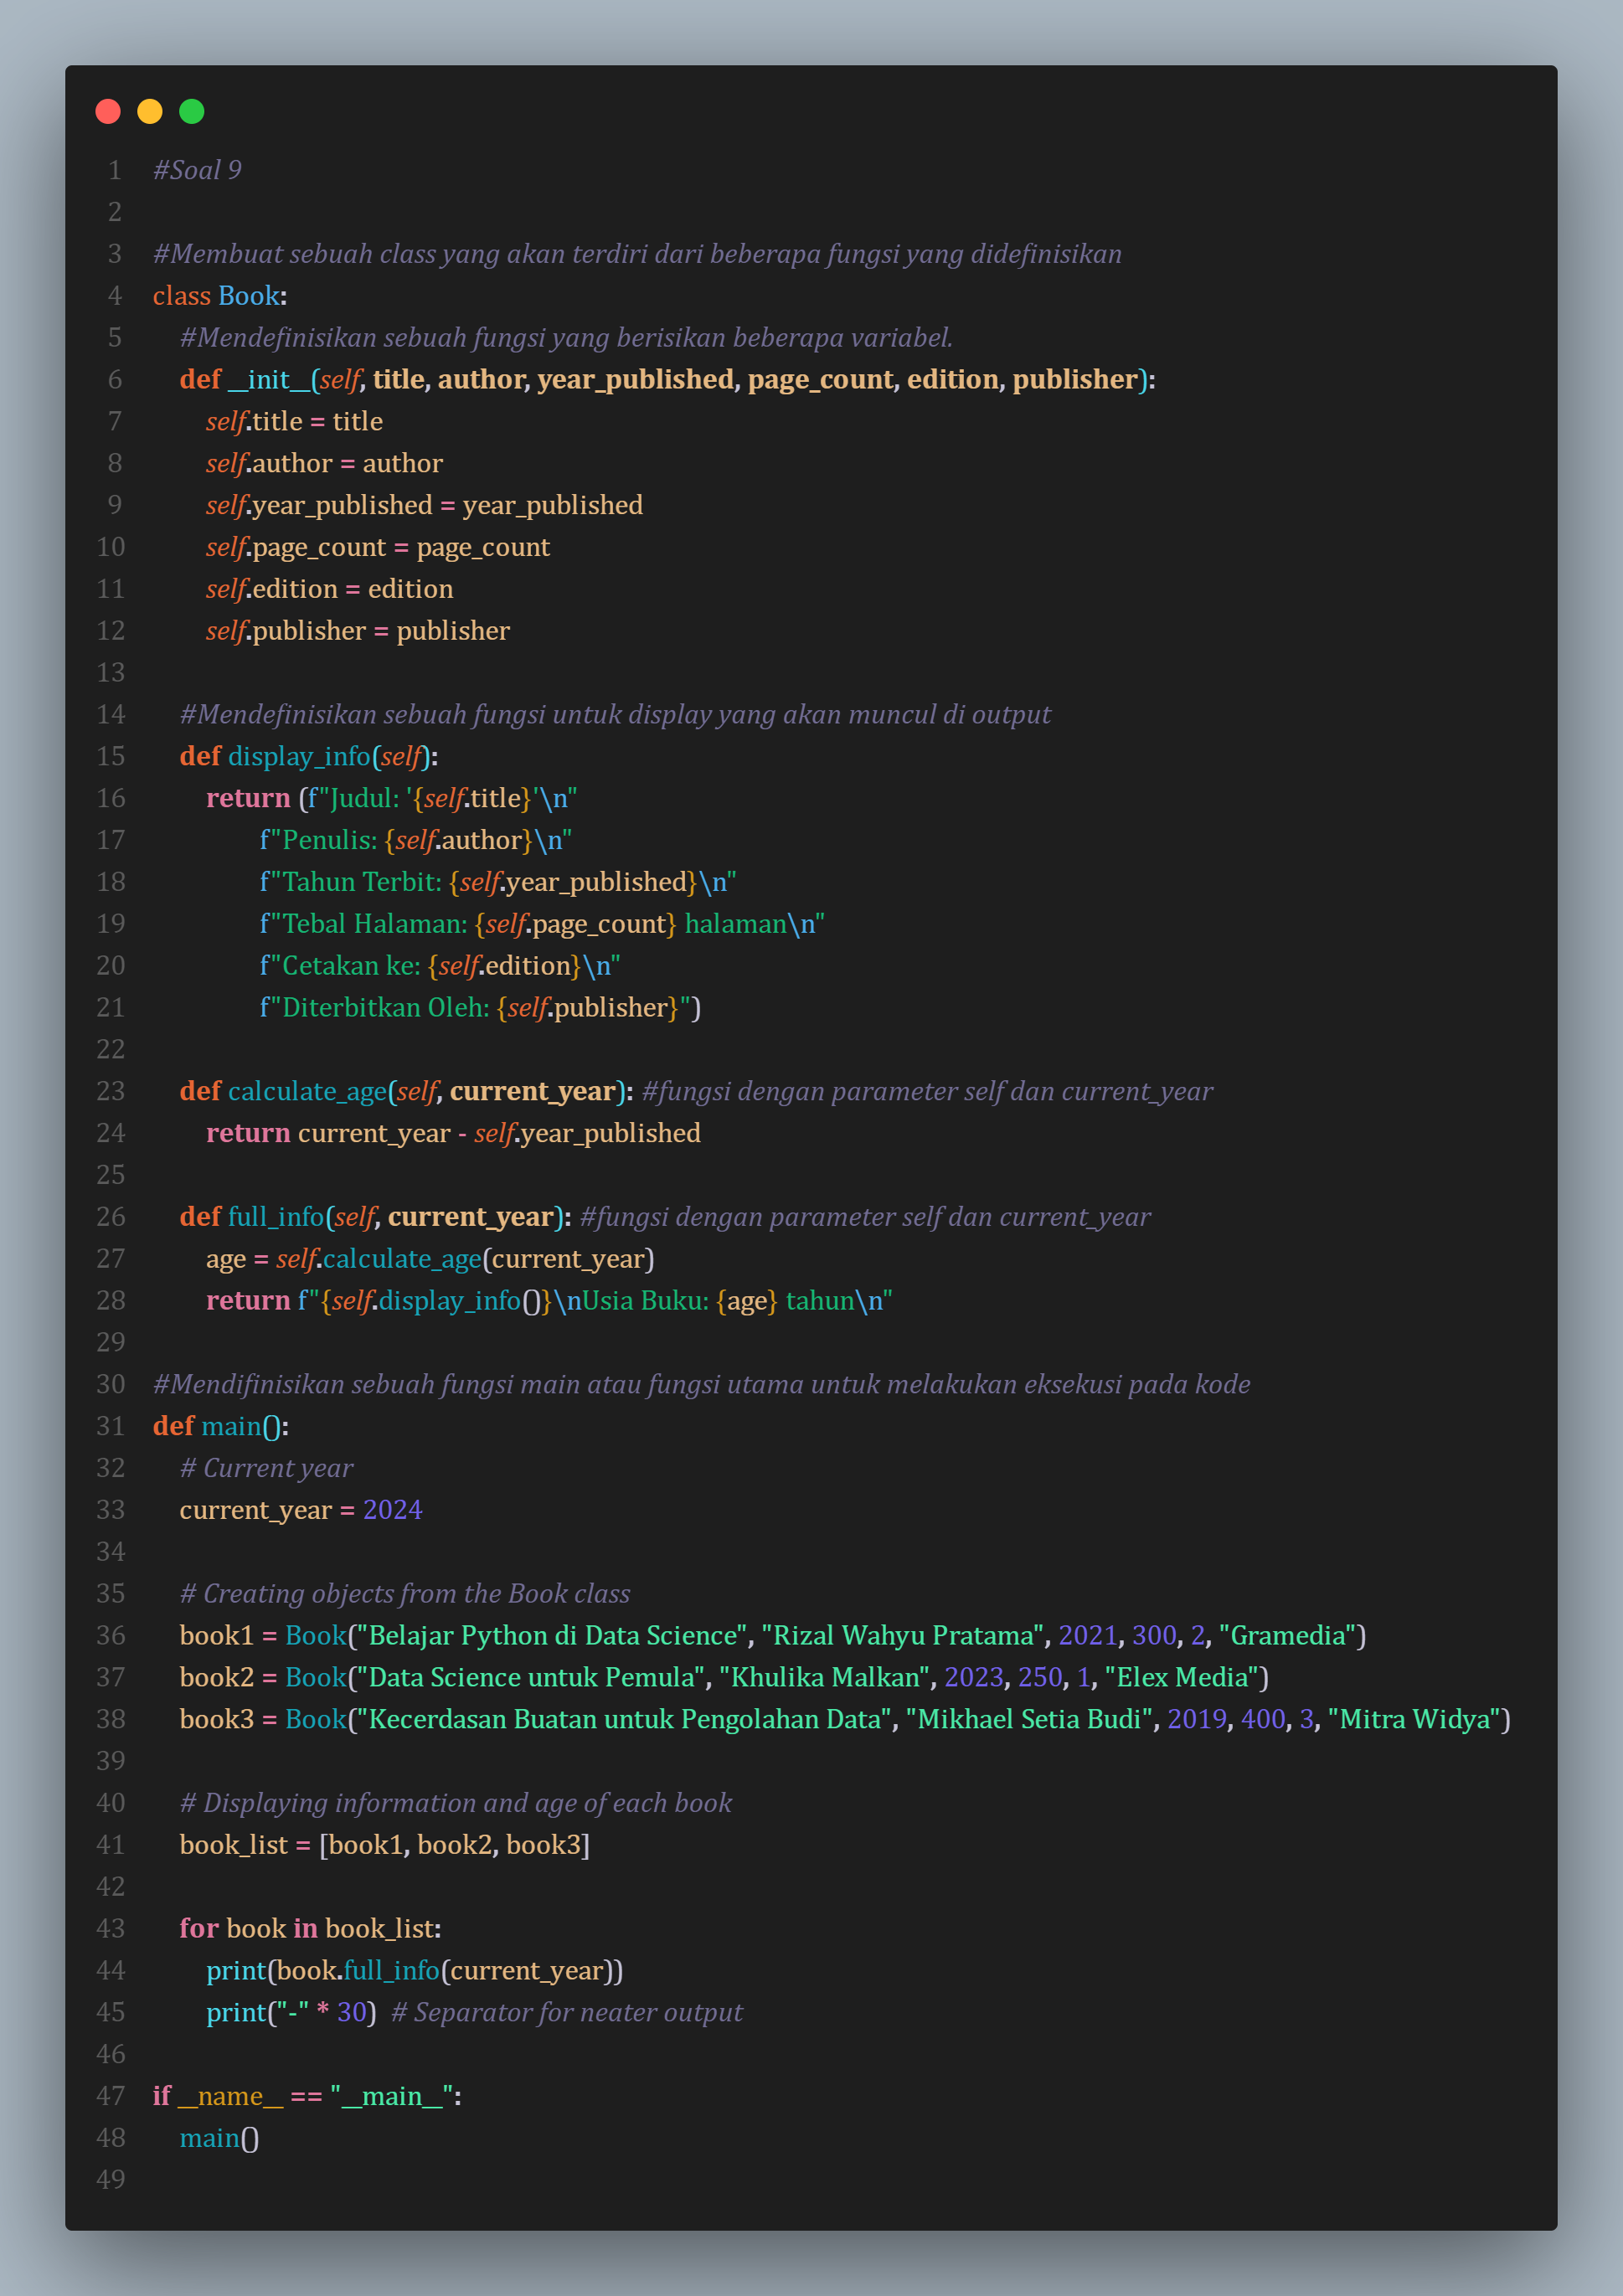 1 #Soal 9
2
3 #Membuat sebuah class yang akan terdiri dari beberapa fungsi yang didefinisikan
4 class Book:
5     #Mendefinisikan sebuah fungsi yang berisikan beberapa variabel.
6     def __init__(self, title, author, year_published, page_count, edition, publisher):
7         self.title = title
8         self.author = author
9         self.year_published = year_published
10         self.page_count = page_count
11         self.edition = edition
12         self.publisher = publisher
13
14     #Mendefinisikan sebuah fungsi untuk display yang akan muncul di output
15     def display_info(self):
16         return (f"Judul: '{self.title}'\n"
17                 f"Penulis: {self.author}\n"
18                 f"Tahun Terbit: {self.year_published}\n"
19                 f"Tebal Halaman: {self.page_count} halaman\n"
20                 f"Cetakan ke: {self.edition}\n"
21                 f"Diterbitkan Oleh: {self.publisher}")
22
23     def calculate_age(self, current_year): #fungsi dengan parameter self dan current_year
24         return current_year - self.year_published
25
26     def full_info(self, current_year): #fungsi dengan parameter self dan current_year
27         age = self.calculate_age(current_year)
28         return f"{self.display_info()}\nUsia Buku: {age} tahun\n"
29
30 #Mendifinisikan sebuah fungsi main atau fungsi utama untuk melakukan eksekusi pada kode
31 def main():
32     # Current year
33     current_year = 2024
34
35     # Creating objects from the Book class
36     book1 = Book("Belajar Python di Data Science", "Rizal Wahyu Pratama", 2021, 300, 2, "Gramedia")
37     book2 = Book("Data Science untuk Pemula", "Khulika Malkan", 2023, 250, 1, "Elex Media")
38     book3 = Book("Kecerdasan Buatan untuk Pengolahan Data", "Mikhael Setia Budi", 2019, 400, 3, "Mitra Widya")
39
40     # Displaying information and age of each book
41     book_list = [book1, book2, book3]
42
43     for book in book_list:
44         print(book.full_info(current_year))
45         print("-" * 30)  # Separator for neater output
46
47 if __name__ == "__main__":
48     main()
49